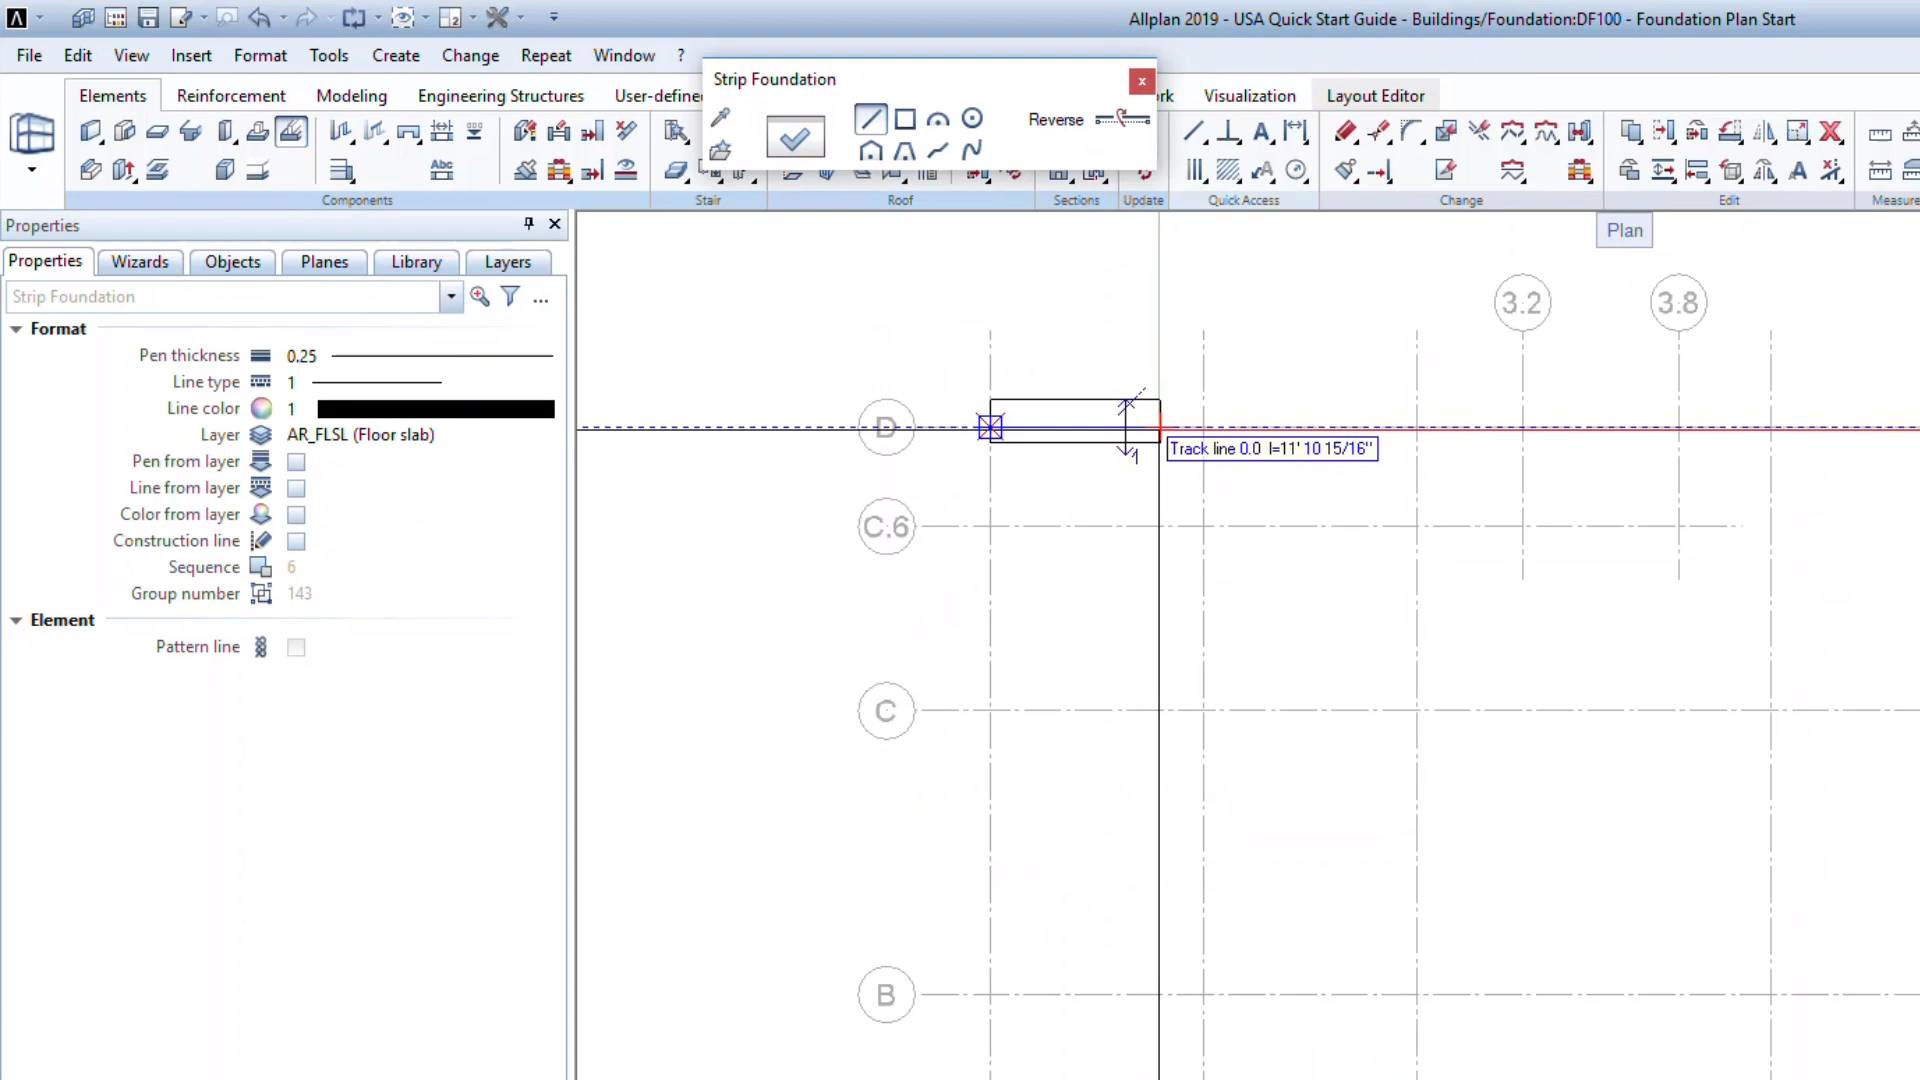 Allplan 2019 - USA Quick Start Guide - Buildings/Foundation:DF100 - Foundation Plan Start
File Edit View Insert Format Tools Create Change Repeat Window ?
Strip Foundation
Reverse
Elements Reinforcement Modeling Engineering Structures User-define rk Visualization Layout Editor
Abc
Components Stair Roof Sections Update Quick Access Change Edit Measure
Properties
Properties Wizards Objects Planes Library Layers
Strip Foundation
Format
Pen thickness 0.25
Line type 1
Line color 1
Layer AR_FLSL (Floor slab)
Pen from layer
Line from layer
Color from layer
Construction line
Sequence 6
Group number 143
Element
Pattern line
Plan
3.2 3.8
D
1
Track line 0.0 l=11' 10 15/16"
C.6
C
B